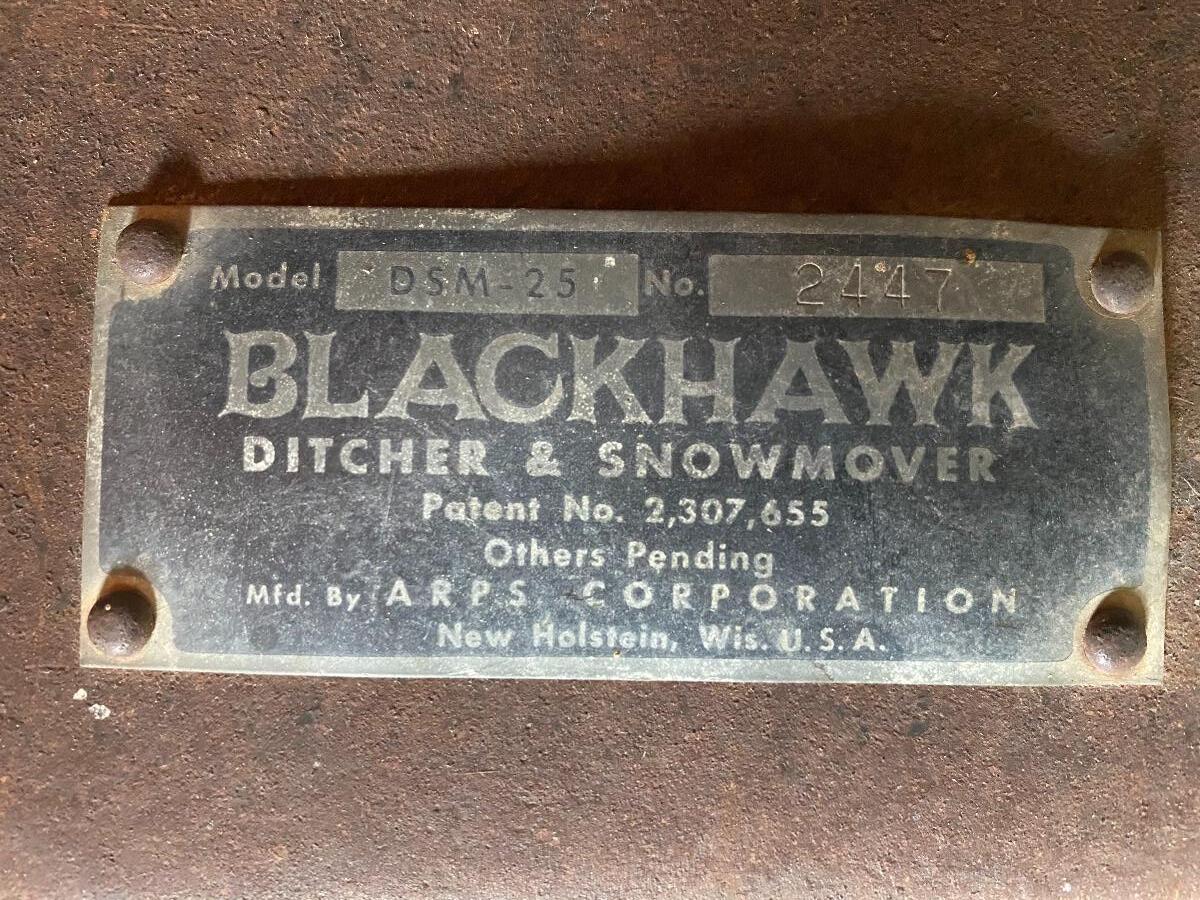 Model DSM-25 No. 2447
BLACKHAWK
DITCHER & SNOWMOVER
Patent No. 2,307,655
Others Pending
Mfd. By ARPS CORPORATION
New Holstein, Wis. U.S.A.